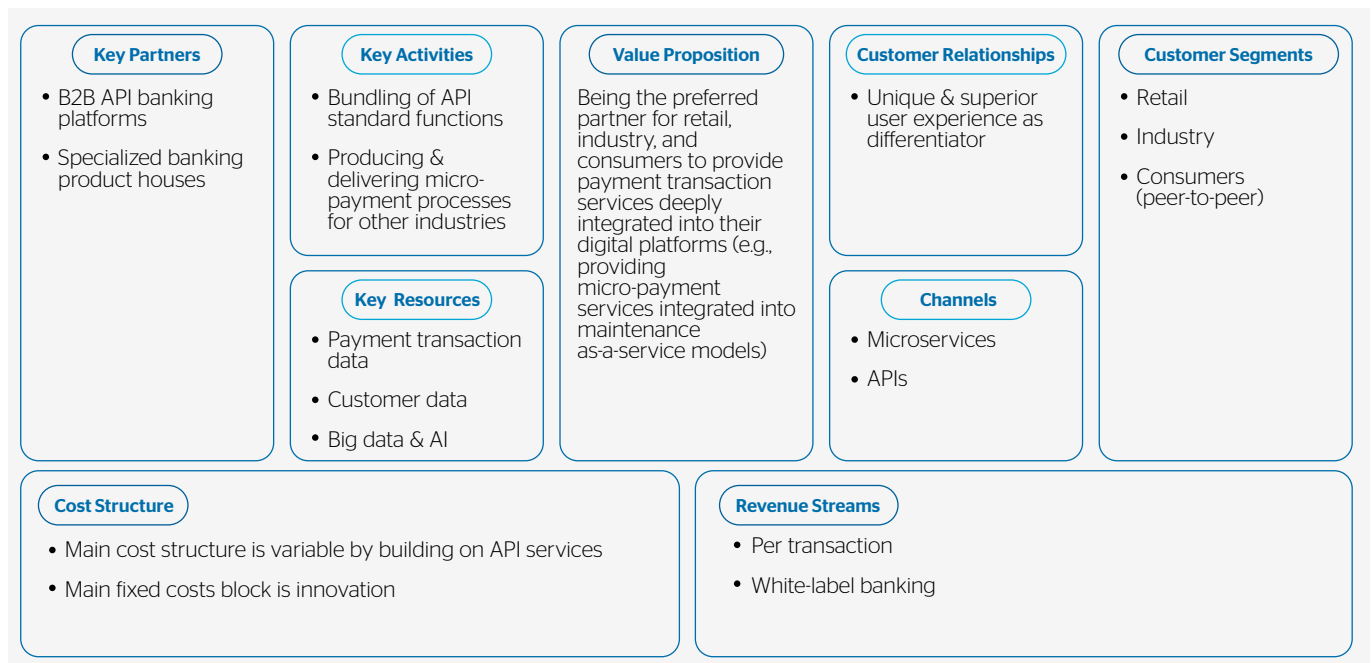 Key Partners
• B2B API banking
platforms
• Specialized banking
product houses
Key Activities
• Bundling of API
standard functions
• Producing &
delivering micro-
payment processes
for other industries
Key Resources
• Payment transaction
data
• Customer data
• Big data & AI
Value Proposition
Being the preferred
partner for retail,
industry, and
consumers to provide
payment transaction
services deeply
integrated into their
digital platforms (e.g.,
providing
micro-payment
services integrated into
maintenance
as-a-service models)
Customer Relationships
• Unique & superior
user experience as
differentiator
Channels
• Microservices
• APIs
Customer Segments
• Retail
• Industry
• Consumers
(peer-to-peer)
Cost Structure
• Main cost structure is variable by building on API services
• Main fixed costs block is innovation
Revenue Streams
• Per transaction
• White-label banking